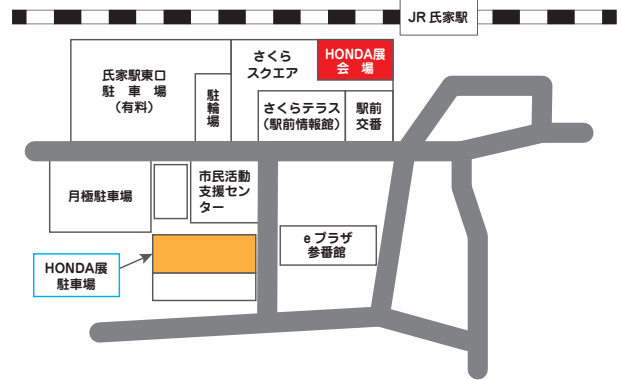 JR 氏家駅
氏家駅東口
駐車場
（有料）
駐
輪
場
さくら
スクエア
HONDA展
会場
さくらテラス
（駅前情報館）
駅前
交番
月極駐車場
市民活動
支援セン
ター
e プラザ
参番館
HONDA展
駐車場